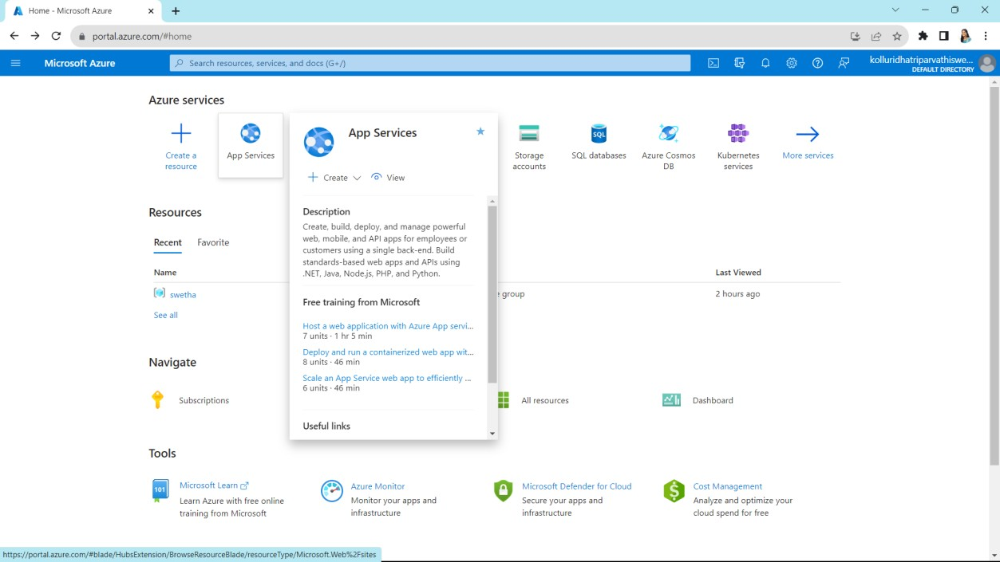 Home - Microsoft Azure
portal.azure.com/#home
Microsoft Azure
Search resources, services, and docs (G+/)
kolluridhatriparvathiswe...
DEFAULT DIRECTORY
Azure services
Create a
resource
App Services
App Services
Create
View
Description
Create, build, deploy, and manage powerful
web, mobile, and API apps for employees or
customers using a single back-end. Build
standards-based web apps and APIs using
.NET, Java, Node.js, PHP, and Python.
Free training from Microsoft
Host a web application with Azure App servi...
7 units · 1 hr 5 min
Deploy and run a containerized web app wit...
8 units · 46 min
Scale an App Service web app to efficiently ...
6 units · 46 min
Useful links
Storage
accounts
SQL
SQL databases
Azure Cosmos
DB
Kubernetes
services
More services
Resources
Recent
Favorite
Name
Last Viewed
swetha
e group
2 hours ago
See all
Navigate
Subscriptions
All resources
Dashboard
Tools
101
Microsoft Learn
Learn Azure with free online
training from Microsoft
Azure Monitor
Monitor your apps and
infrastructure
Microsoft Defender for Cloud
Secure your apps and
infrastructure
Cost Management
Analyze and optimize your
cloud spend for free
https://portal.azure.com/#blade/HubsExtension/BrowseResourceBlade/resourceType/Microsoft.Web%2Fsites